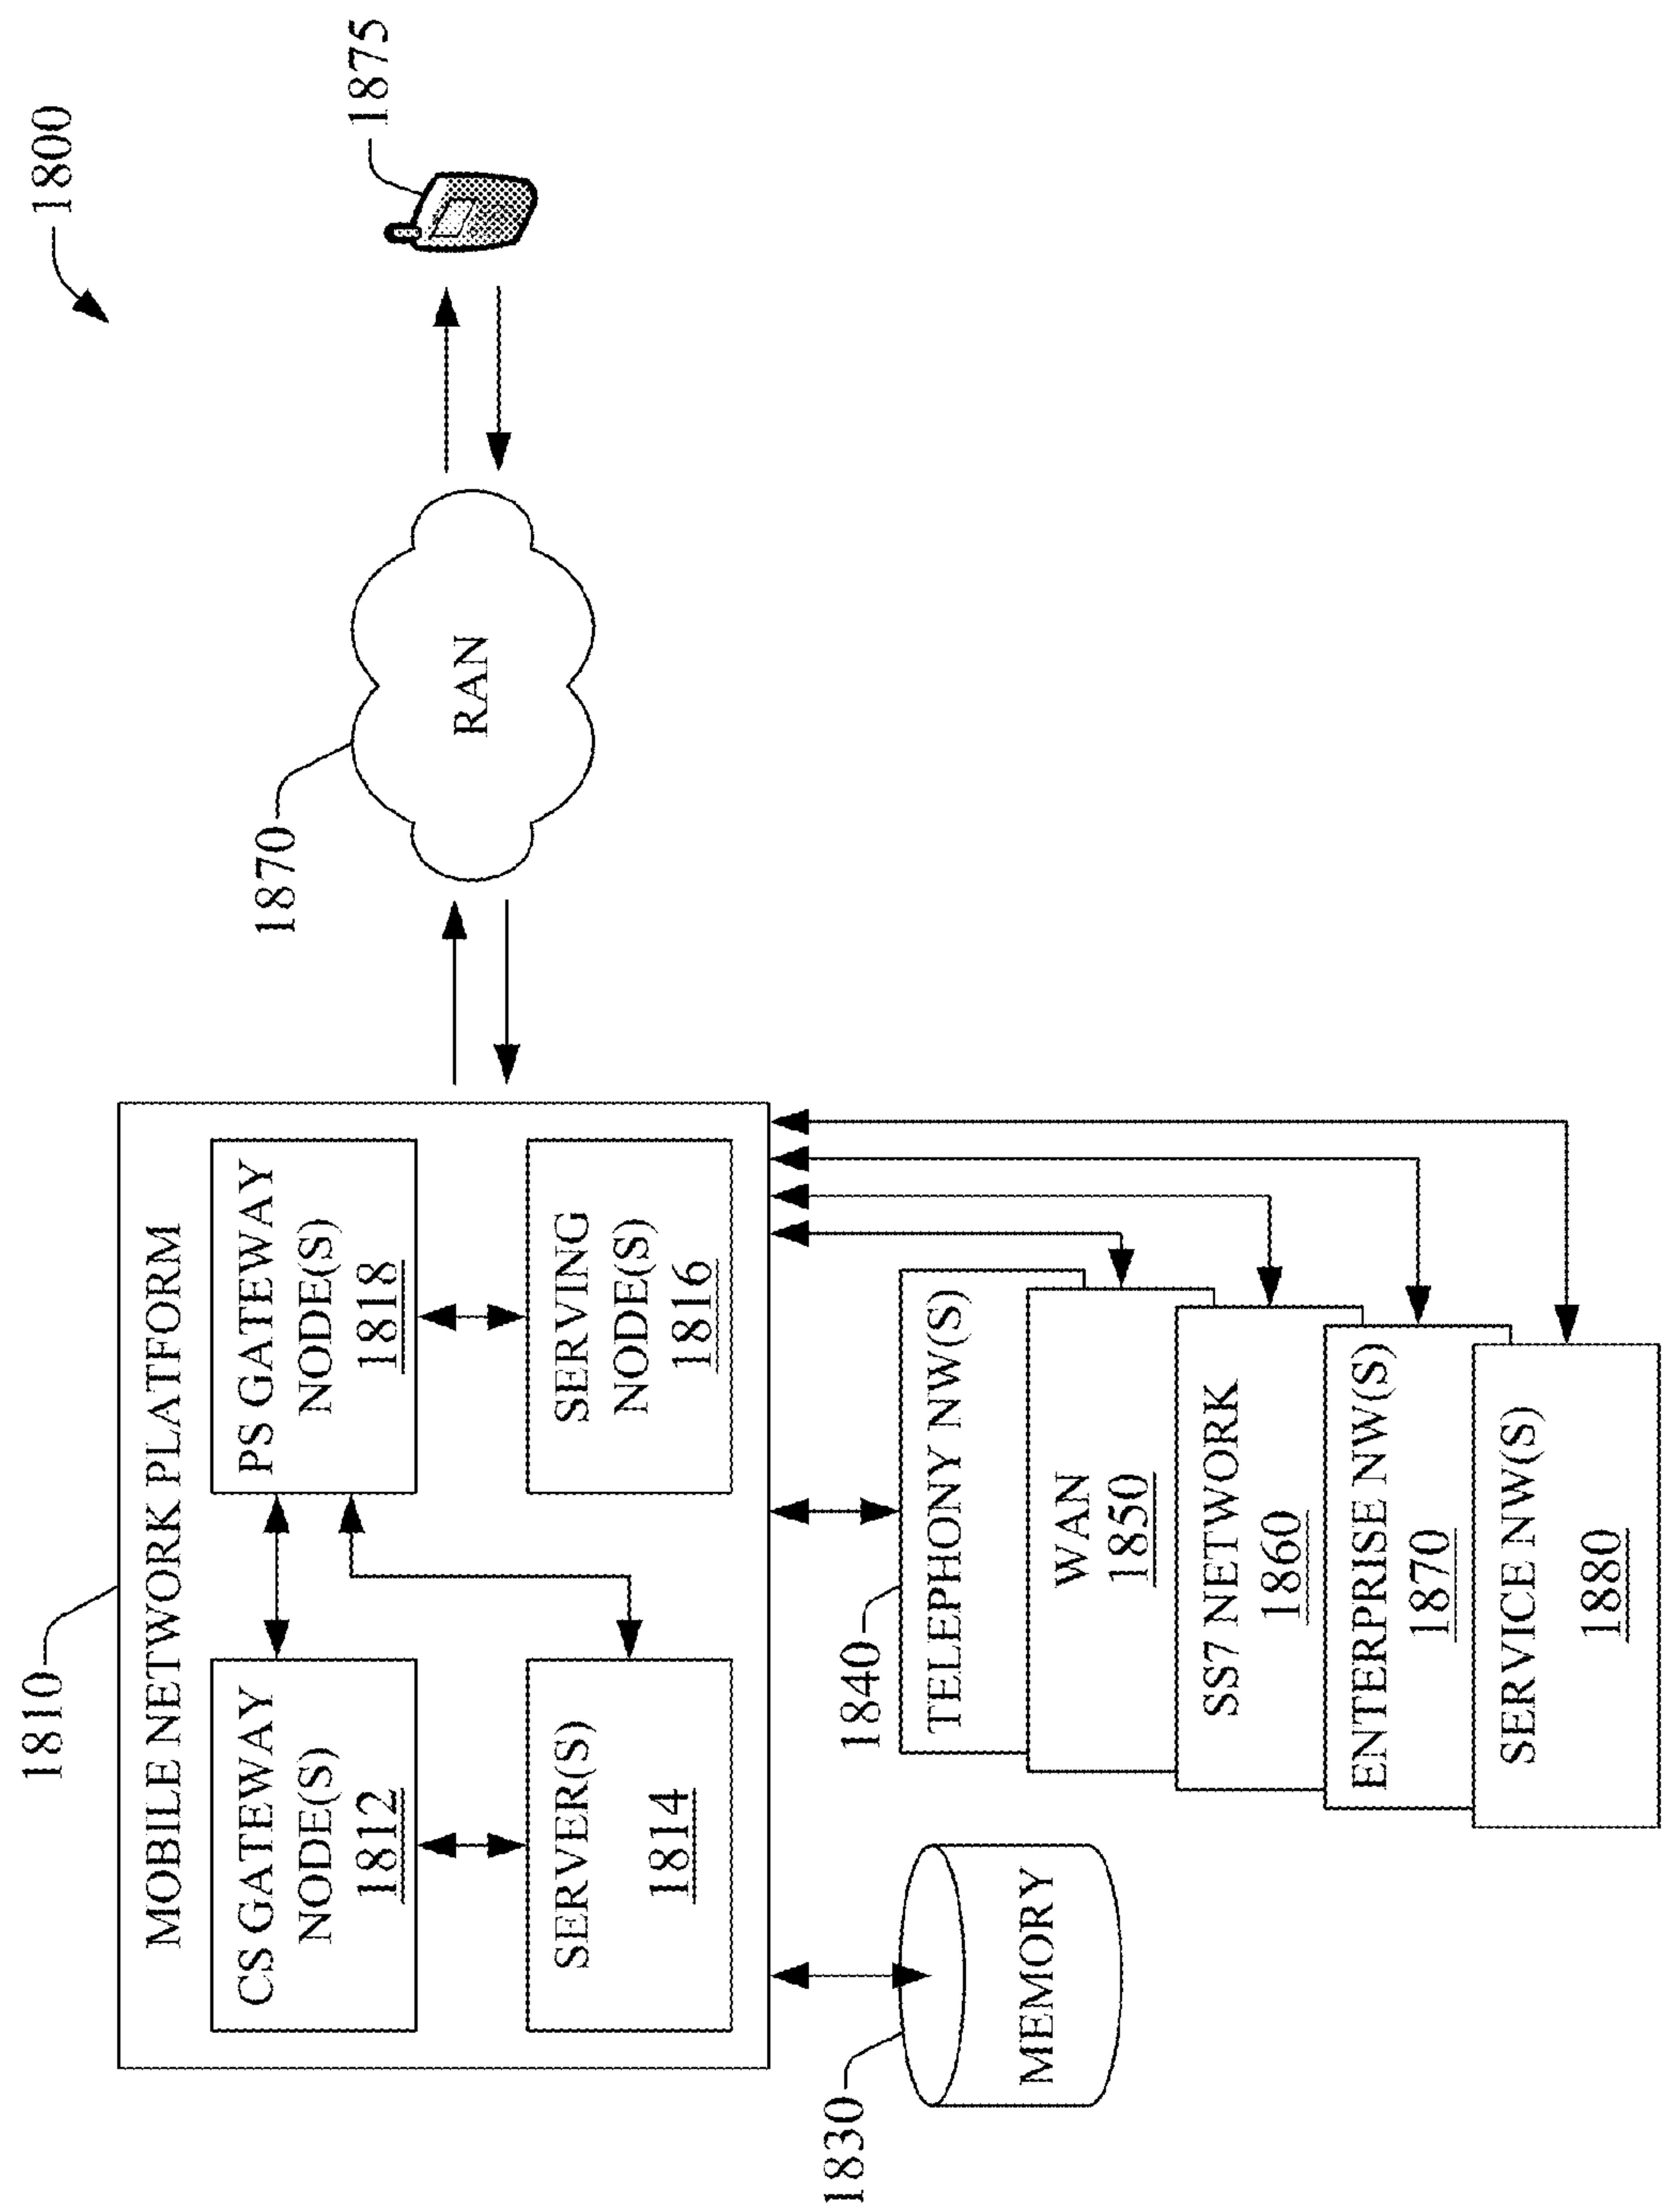 1800
1810
MOBILE NETWORK PLATFORM
CS GATEWAY
NODE(S)
1812
PS GATEWAY
NODE(S)
1818
SERVER(S)
1814
SERVING
NODE(S)
1816
1870
RAN
1875
1830
MEMORY
1840
TELEPHONY NW(S)
WAN
1850
SS7 NETWORK
1860
ENTERPRISE NW(S)
1870
SERVICE NW(S)
1880